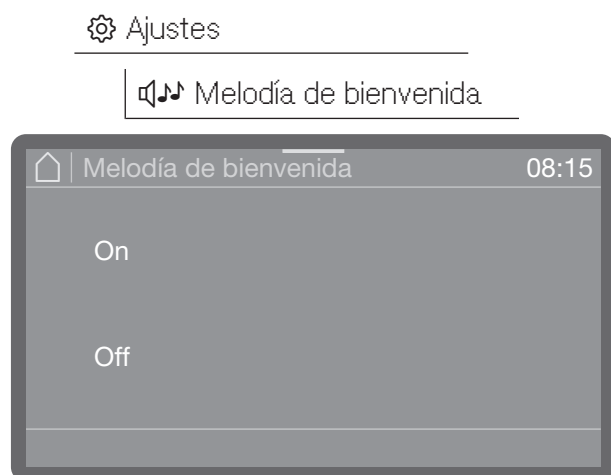 Ajustes
Melodía de bienvenida
Melodía de bienvenida 08:15
On
Off